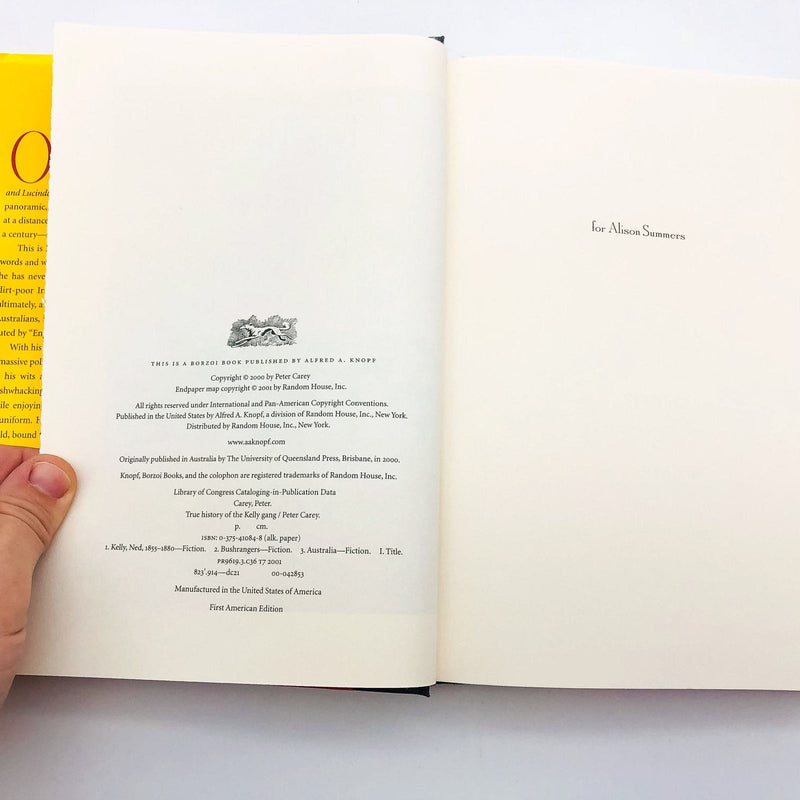 O
and Lucinda
panoramic,
at a distance
a century—
This is
words and w
he has neve
dirt-poor Ir
ultimately, a
Australians, "
uted by "En
With his
massive pol
his wits a
shwhacking
ile enjoying
uniform. H
ld, bound "
THIS IS A BORZOI BOOK PUBLISHED BY ALFRED A. KNOPF
Copyright © 2000 by Peter Carey
Endpaper map copyright © 2001 by Random House, Inc.
All rights reserved under International and Pan-American Copyright Conventions.
Published in the United States by Alfred A. Knopf, a division of Random House, Inc., New York.
Distributed by Random House, Inc., New York.
www.aaknopf.com
Originally published in Australia by The University of Queensland Press, Brisbane, in 2000.
Knopf, Borzoi Books, and the colophon are registered trademarks of Random House, Inc.
Library of Congress Cataloging-in-Publication Data
Carey, Peter.
True history of the Kelly gang / Peter Carey.
p. cm.
ISBN: 0-375-41084-8 (alk. paper)
1. Kelly, Ned, 1855–1880—Fiction. 2. Bushrangers—Fiction. 3. Australia—Fiction. I. Title.
PR9619.3.C36 T7 2001
823'.914—dc21 00-042853
Manufactured in the United States of America
First American Edition
for Alison Summers